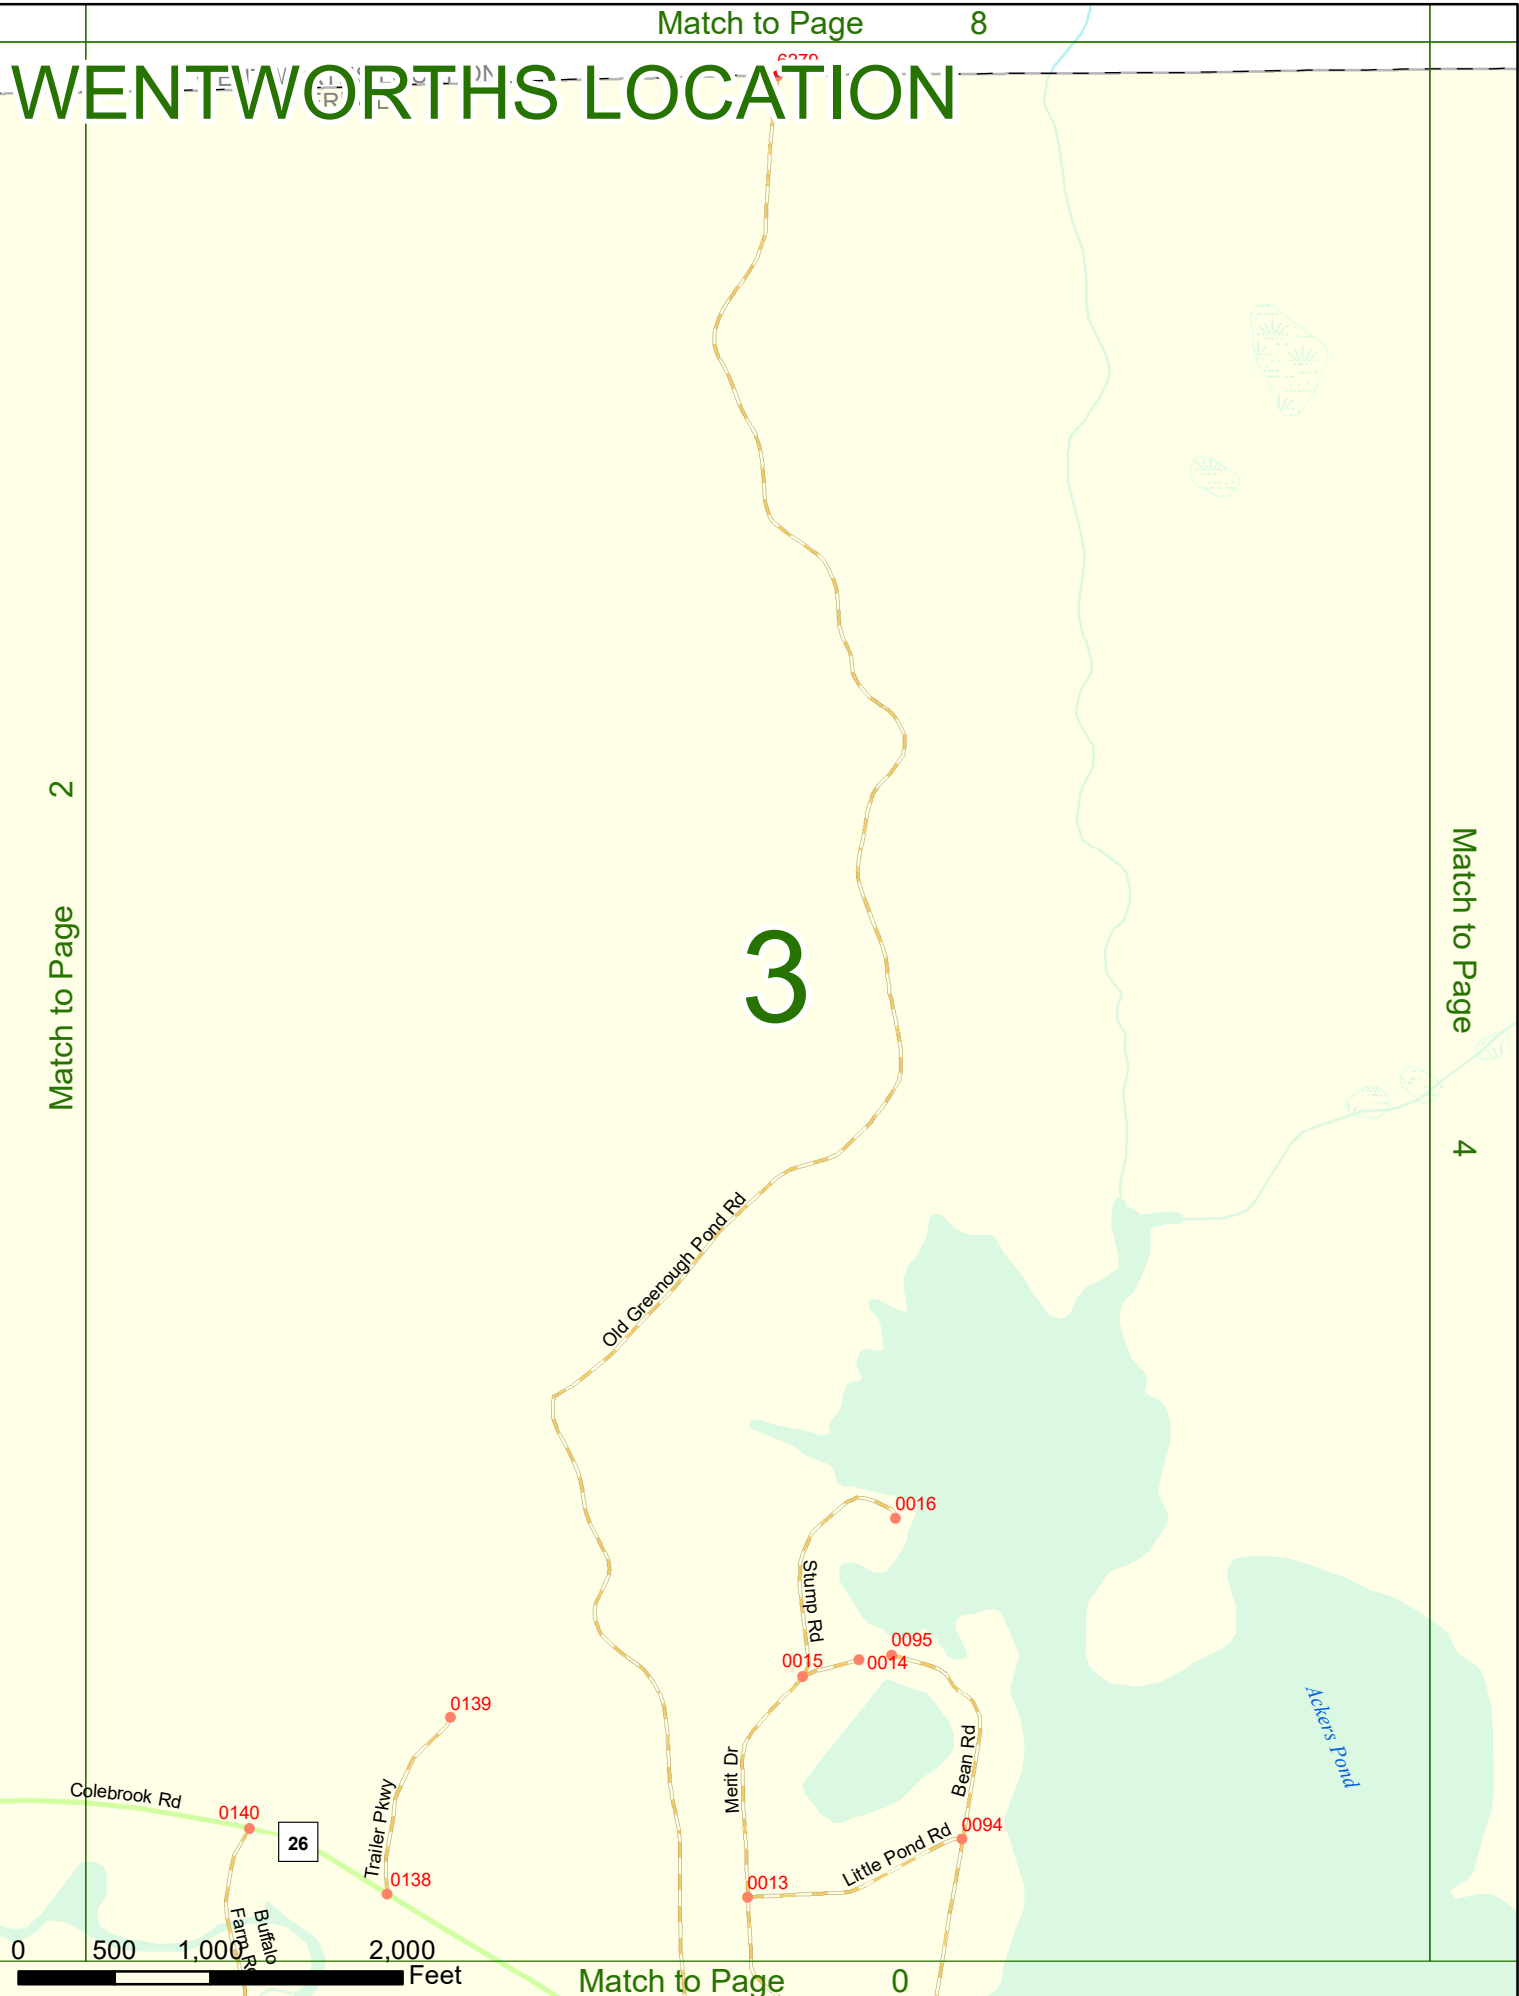 Match to Page 8
WENTWORTHS LOCATION
Match to Page 2
3
Match to Page 4
Old Greenough Pond Rd
0016
Stump Rd
0095
0015
0014
0139
Ackers Pond
Merit Dr
Bean Rd
Colebrook Rd
0140
26
Trailer Pkwy
0094
Little Pond Rd
0138
0013
Buffalo
Farm Rd
0 500 1,000 2,000
Feet
Match to Page 0